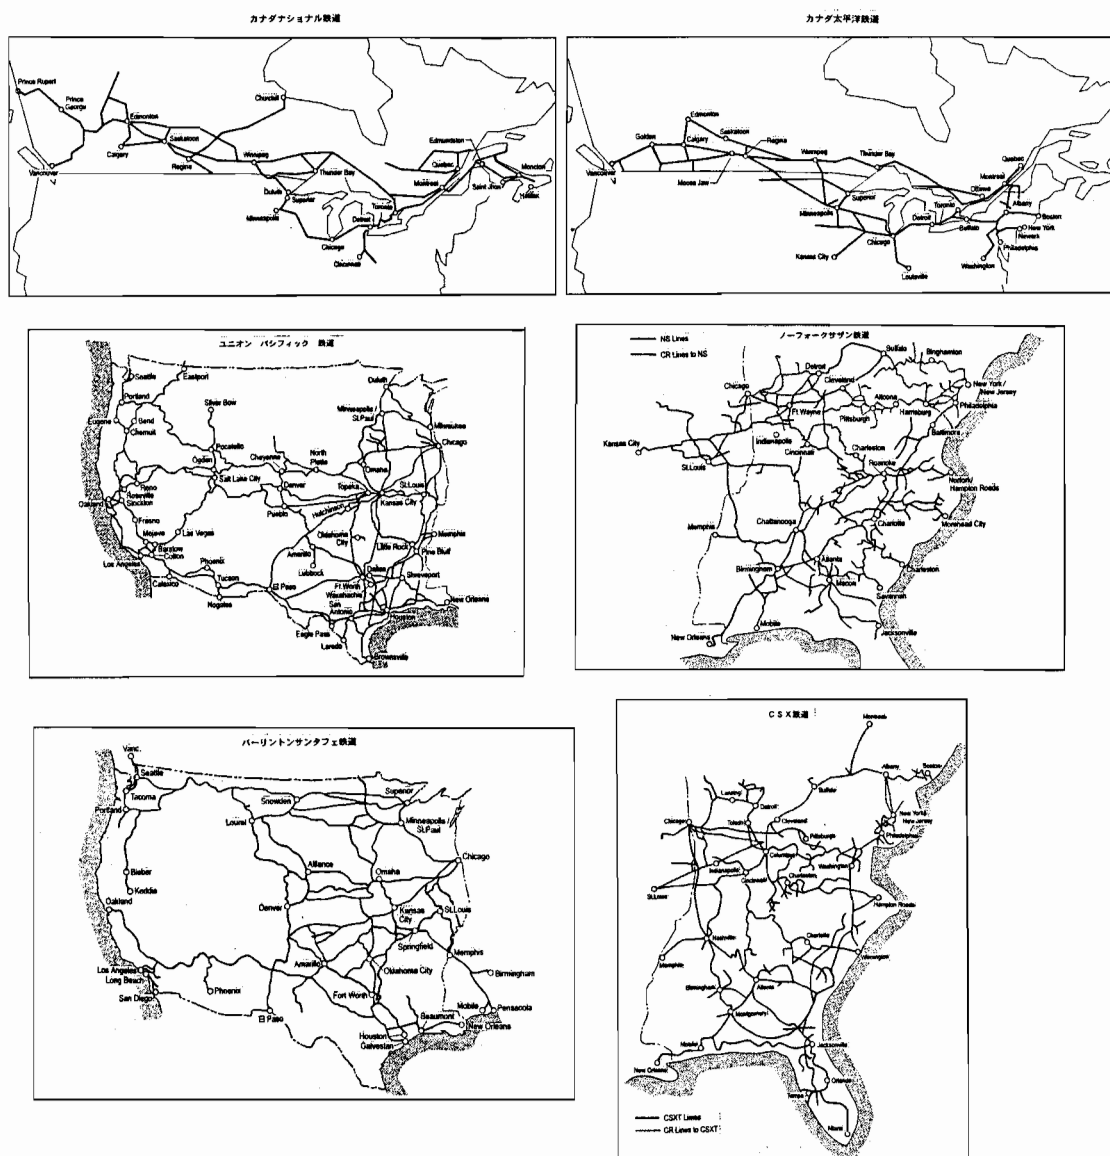 カナダナショナル鉄道
Prince Rupert
Prince
George
Churchill
Edmonton
Edmundston
Calgary
Saskatoon
Regina
Winnipeg
Quebec
Moncton
Vancouver
Thunder Bay
Montreal
Saint Jhon
Halifax
Duluth
Superior
Toronto
Minneapolis
Detroit
Chicago
Cincinnati
カナダ太平洋鉄道
Edmonton
Golden
Saskatoon
Calgary
Regina
Winnipeg
Thunder Bay
Quebec
Vancouver
Moose Jaw
Montreal
Ottawa
Superior
Toronto
Albany
Minneapolis
Boston
Detroit
Buffalo
New York
Chicago
Newark
Philadelphia
Kansas City
Washington
Louisville
ユニオン パシフィック 鉄道
Seattle
Eastport
Duluth
Portland
Silver Bow
Minneapolis /
St.Paul
Eugene
Bend
Chemult
Milwaukee
Pocatello
Chicago
Ogden
Cheyenne
North
Platte
Omaha
Salt Lake City
Reno
Denver
Topeka
St.Louis
Roseville
Oakland
Stockton
Kansas City
Pueblo
Hutchinson
Fresno
Las Vegas
Mojave
Oklahoma
City
Memphis
Barstow
Colton
Amarillo
Little Rock
Pine Bluff
Los Angeles
Phoenix
Lubbock
Dallas
Calexico
Tucson
Shreveport
El Paso
Ft.Worth
Waxahachie
Nogales
San
Antonio
New Orleans
Houston
Eagle Pass
Laredo
Brownsville
ノーフォークサザン鉄道
NS Lines
CR Lines to NS
Buffalo
Binghamton
Detroit
Cleveland
Chicago
New York /
/New Jersey
Altoona
Ft Wayne
Pittsburgh
Harrisburg
Philadelphia
Kansas City
Indianapolis
Baltimore
Cincinnati
Charleston
St.Louis
Roanoke
Norfolk/
Hampton Roads
Memphis
Chattanooga
Charlotte
Morehead City
Atlanta
Birmingham
Charleston
Macon
Savannah
Mobile
New Orleans
Jacksonville
バーリントンサンタフェ鉄道
Vanc.
Seattle
Tacoma
Portland
Snowden
Superior
Laurel
Minneapolis /
St.Paul
Chicago
Bieber
Alliance
Omaha
Keddie
Oakland
Denver
Kansas
City
St.Louis
Springfield
Memphis
Los Angeles
Long Beach
Amarillo
Oklahoma City
Birmingham
San Diego
Phoenix
Fort Worth
Mobile
Pensacola
El Paso
Beaumont
New Orleans
Houston
Galveston
CSX鉄道
Montreal
Albany
Boston
Lansing
Detroit
Buffalo
Chicago
Toledo
Cleveland
New York/
New Jersey
Pittsburgh
Philadelphia
Columbus
Washington
Indianapolis
Cincinnati
Charleston
St.Louis
Hampton Roads
Nashville
Charlotte
Memphis
Wilmington
Birmingham
Atlanta
Montgomery
Mobile
Jacksonville
New Orleans
Orlando
Tampa
Miami
CSXT Lines
CR Lines to CSXT